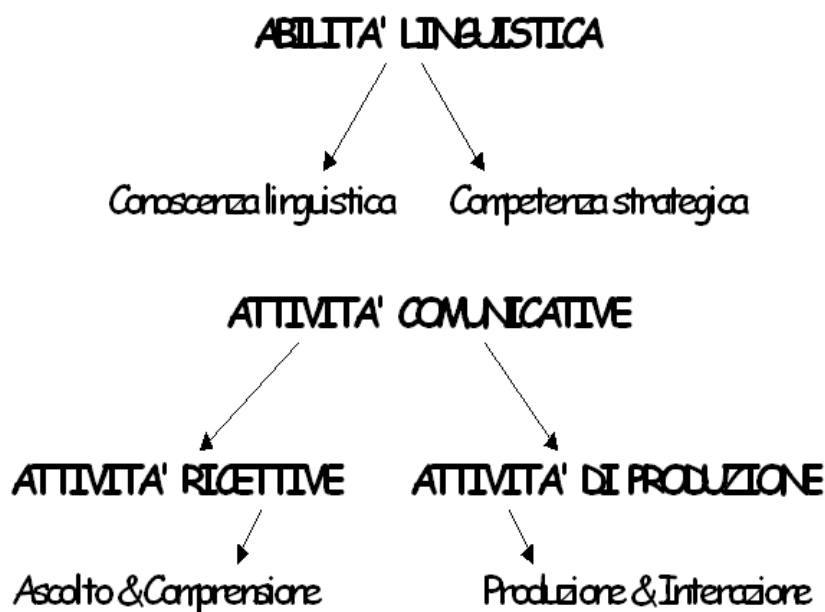 ABILITA' LINGUISTICA
Conoscenza linguistica Competenza strategica
ATTIVITA' COMUNICATIVE
ATTIVITA' RICETTIVE ATTIVITA' DI PRODUZIONE
Ascolto & Comprensione Produzione & Interazione